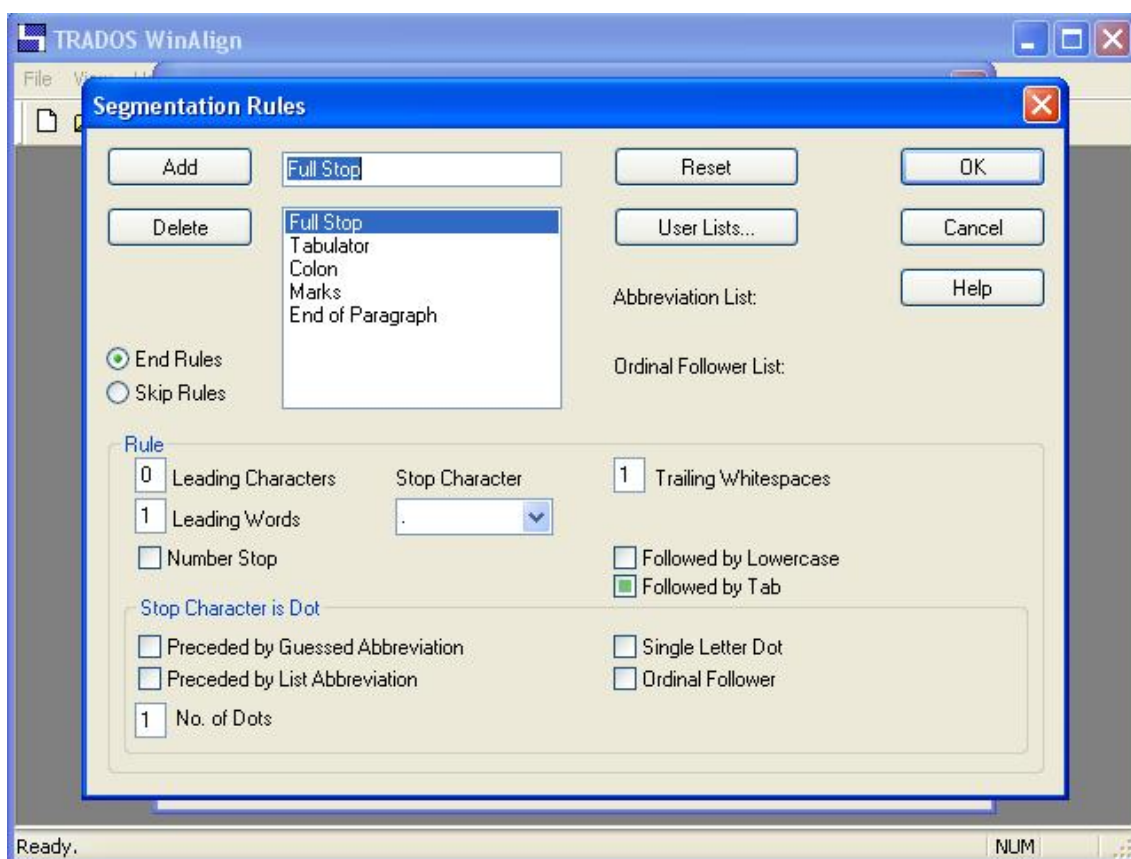 TRADOS WinAlign
File
Segmentation Rules
Add Full Stop Reset OK
Delete User Lists... Cancel
Full Stop
Tabulator
Colon
Marks
End of Paragraph
Help
Abbreviation List:
End Rules
Skip Rules
Ordinal Follower List:
Rule
0 Leading Characters Stop Character 1 Trailing Whitespaces
1 Leading Words .
Number Stop Followed by Lowercase
Followed by Tab
Stop Character is Dot
Preceded by Guessed Abbreviation Single Letter Dot
Preceded by List Abbreviation Ordinal Follower
1 No. of Dots
Ready. NUM